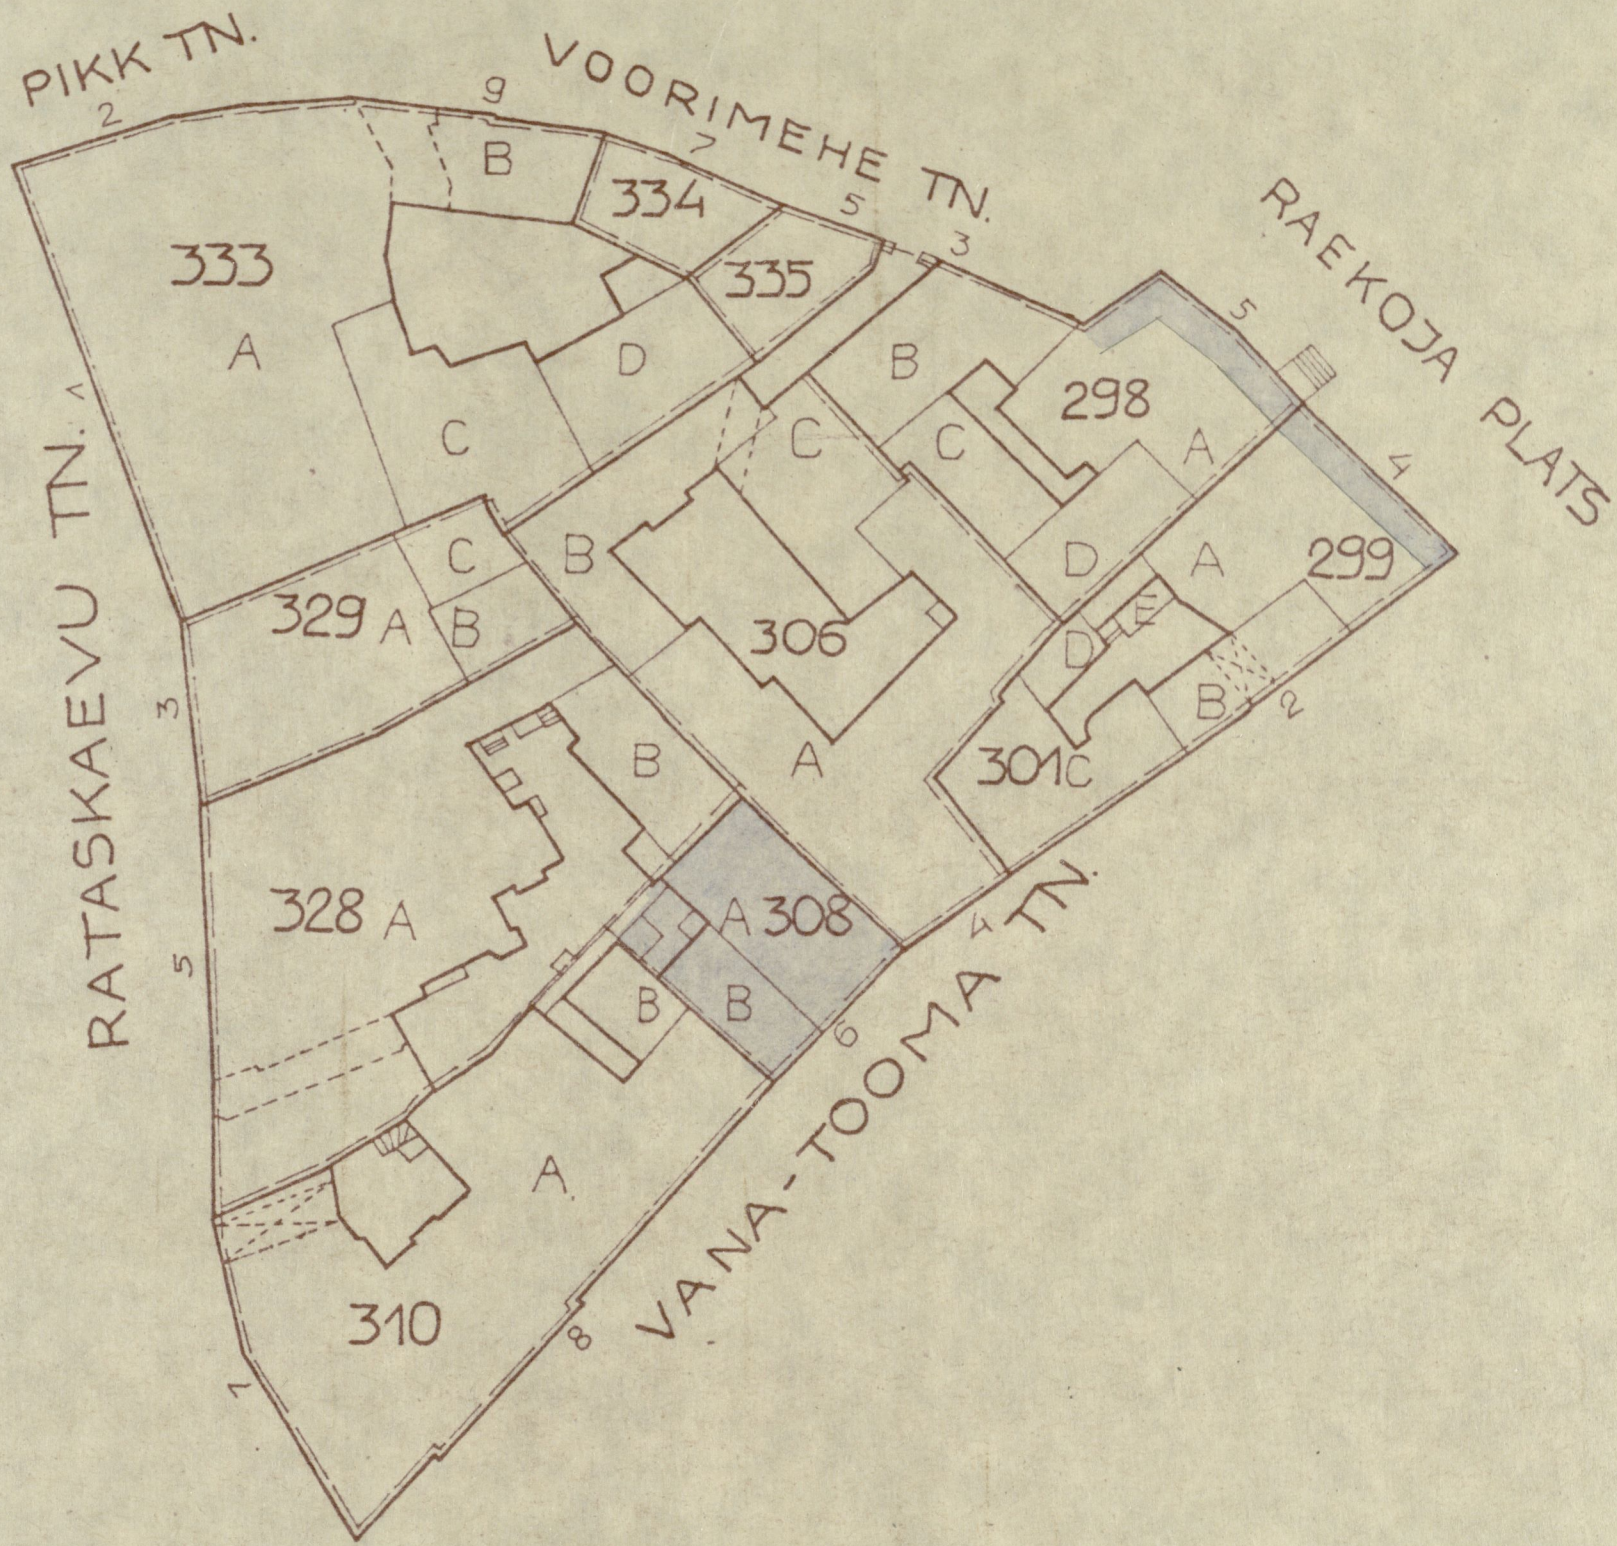 PIKK TN.
2
9
VOORIMEHE TN.
7
5
3
RAEKOJA PLATS
5
4
B
334
333
335
A
D
B
298
C
C
C
A
RATASKAEVU TN.
1
C
B
D
A
299
329 A
B
306
E
D
B
2
3
B
A
301 C
328 A
A 308
4
5
B
B
6
VANA-TOOMA TN.
A
310
8
7